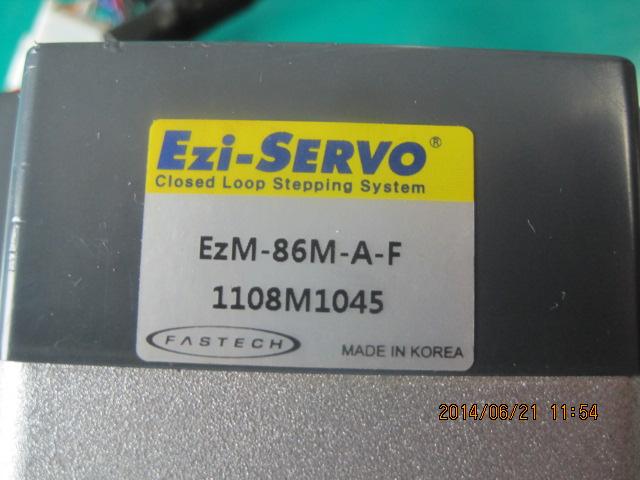 Ezi-SERVO®
Closed Loop Stepping System
EzM-86M-A-F
1108M1045
FASTECH
MADE IN KOREA
2014/06/21 11:54